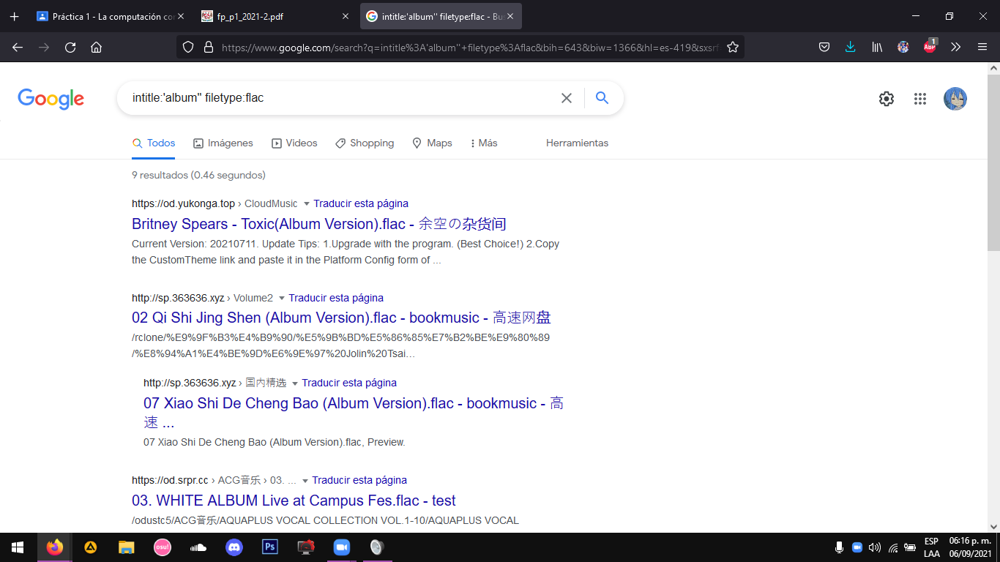 Práctica 1 - La computación co
fp_p1_2021-2.pdf
intitle:'album'' filetype:flac - Bus
https://www.google.com/search?q=intitle%3A'album''+filetype%3Aflac&bih=643&biw=1366&hl=es-419&sxsrf
1
ABP
Google
intitle:'album'' filetype:flac
Todos
Imágenes
Videos
Shopping
Maps
Más
Herramientas
9 resultados (0.46 segundos)
https://od.yukonga.top › CloudMusic
Traducir esta página
Britney Spears - Toxic(Album Version).flac - 余空の杂货间
Current Version: 20210711. Update Tips: 1.Upgrade with the program. (Best Choice!) 2.Copy
the CustomTheme link and paste it in the Platform Config form of ...
http://sp.363636.xyz › Volume2
Traducir esta página
02 Qi Shi Jing Shen (Album Version).flac - bookmusic - 高速网盘
/rclone/%E9%9F%B3%E4%B9%90/%E5%9B%BD%E5%86%85%E7%B2%BE%E9%80%89
/%E8%94%A1%E4%BE%9D%E6%9E%97%20Jolin%20Tsai...
http://sp.363636.xyz › 国内精选
Traducir esta página
07 Xiao Shi De Cheng Bao (Album Version).flac - bookmusic - 高
速 ...
07 Xiao Shi De Cheng Bao (Album Version).flac, Preview.
https://od.srpr.cc › ACG音乐 › 03. ...
Traducir esta página
03. WHITE ALBUM Live at Campus Fes.flac - test
/odustc5/ACG音乐/AQUAPLUS VOCAL COLLECTION VOL.1-10/AQUAPLUS VOCAL
osu!
Ps
ESP
LAA
06:16 p. m.
06/09/2021